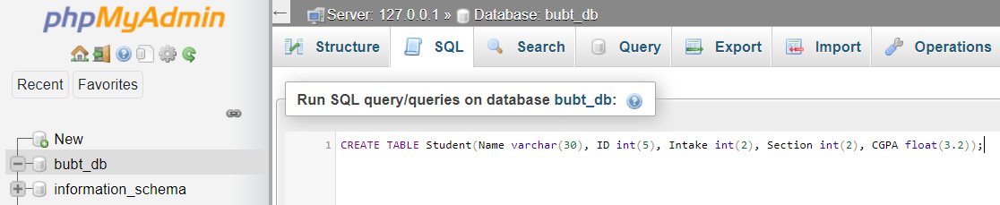 phpMyAdmin
Recent Favorites
New
bubt_db
information_schema
← Server: 127.0.0.1 » Database: bubt_db
Structure SQL Search Query Export Import Operations
Run SQL query/queries on database bubt_db:
1 CREATE TABLE Student(Name varchar(30), ID int(5), Intake int(2), Section int(2), CGPA float(3.2));